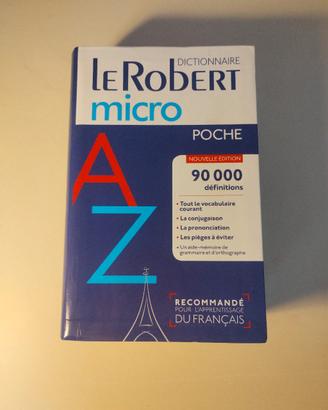 DICTIONNAIRE
LE ROBERT
micro
POCHE
A
Z
NOUVELLE ÉDITION
90 000
définitions
• Tout le vocabulaire
courant
• La conjugaison
• La prononciation
• Les pièges à éviter
• Un aide-mémoire de
grammaire et d'orthographe
RECOMMANDÉ
POUR L'APPRENTISSAGE
DU FRANÇAIS